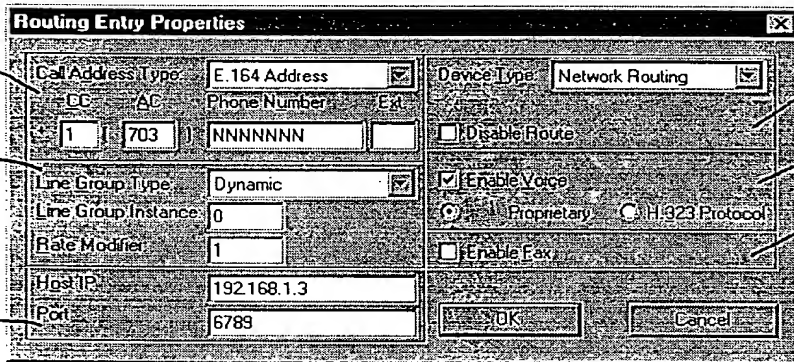 Routing Entry Properties
Call Address Type: E.164 Address
CC AC Phone Number Ext.
+ 1 ( 703 ) NNNNNNN
Line Group Type: Dynamic
Line Group Instance: 0
Rate Modifier: 1
Host IP: 192.168.1.3
Port: 6789
Device Type: Network Routing
Disable Route
Enable Voice
Proprietary H.323 Protocol
Enable Fax
OK Cancel